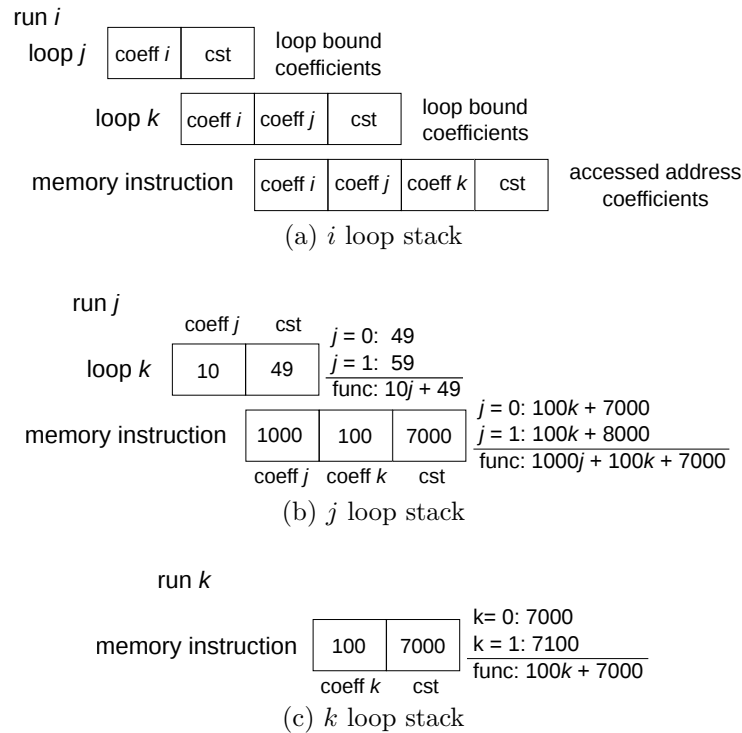 run i
loop j
coeff i cst
loop bound
coefficients
loop k
coeff i coeff j cst
loop bound
coefficients
memory instruction
coeff i coeff j coeff k cst
accessed address
coefficients
(a) i loop stack
run j
coeff j cst
loop k
10 49
j = 0: 49
j = 1: 59
func: 10j + 49
memory instruction
1000 100 7000
coeff j coeff k cst
j = 0: 100k + 7000
j = 1: 100k + 8000
func: 1000j + 100k + 7000
(b) j loop stack
run k
memory instruction
100 7000
coeff k cst
k= 0: 7000
k = 1: 7100
func: 100k + 7000
(c) k loop stack